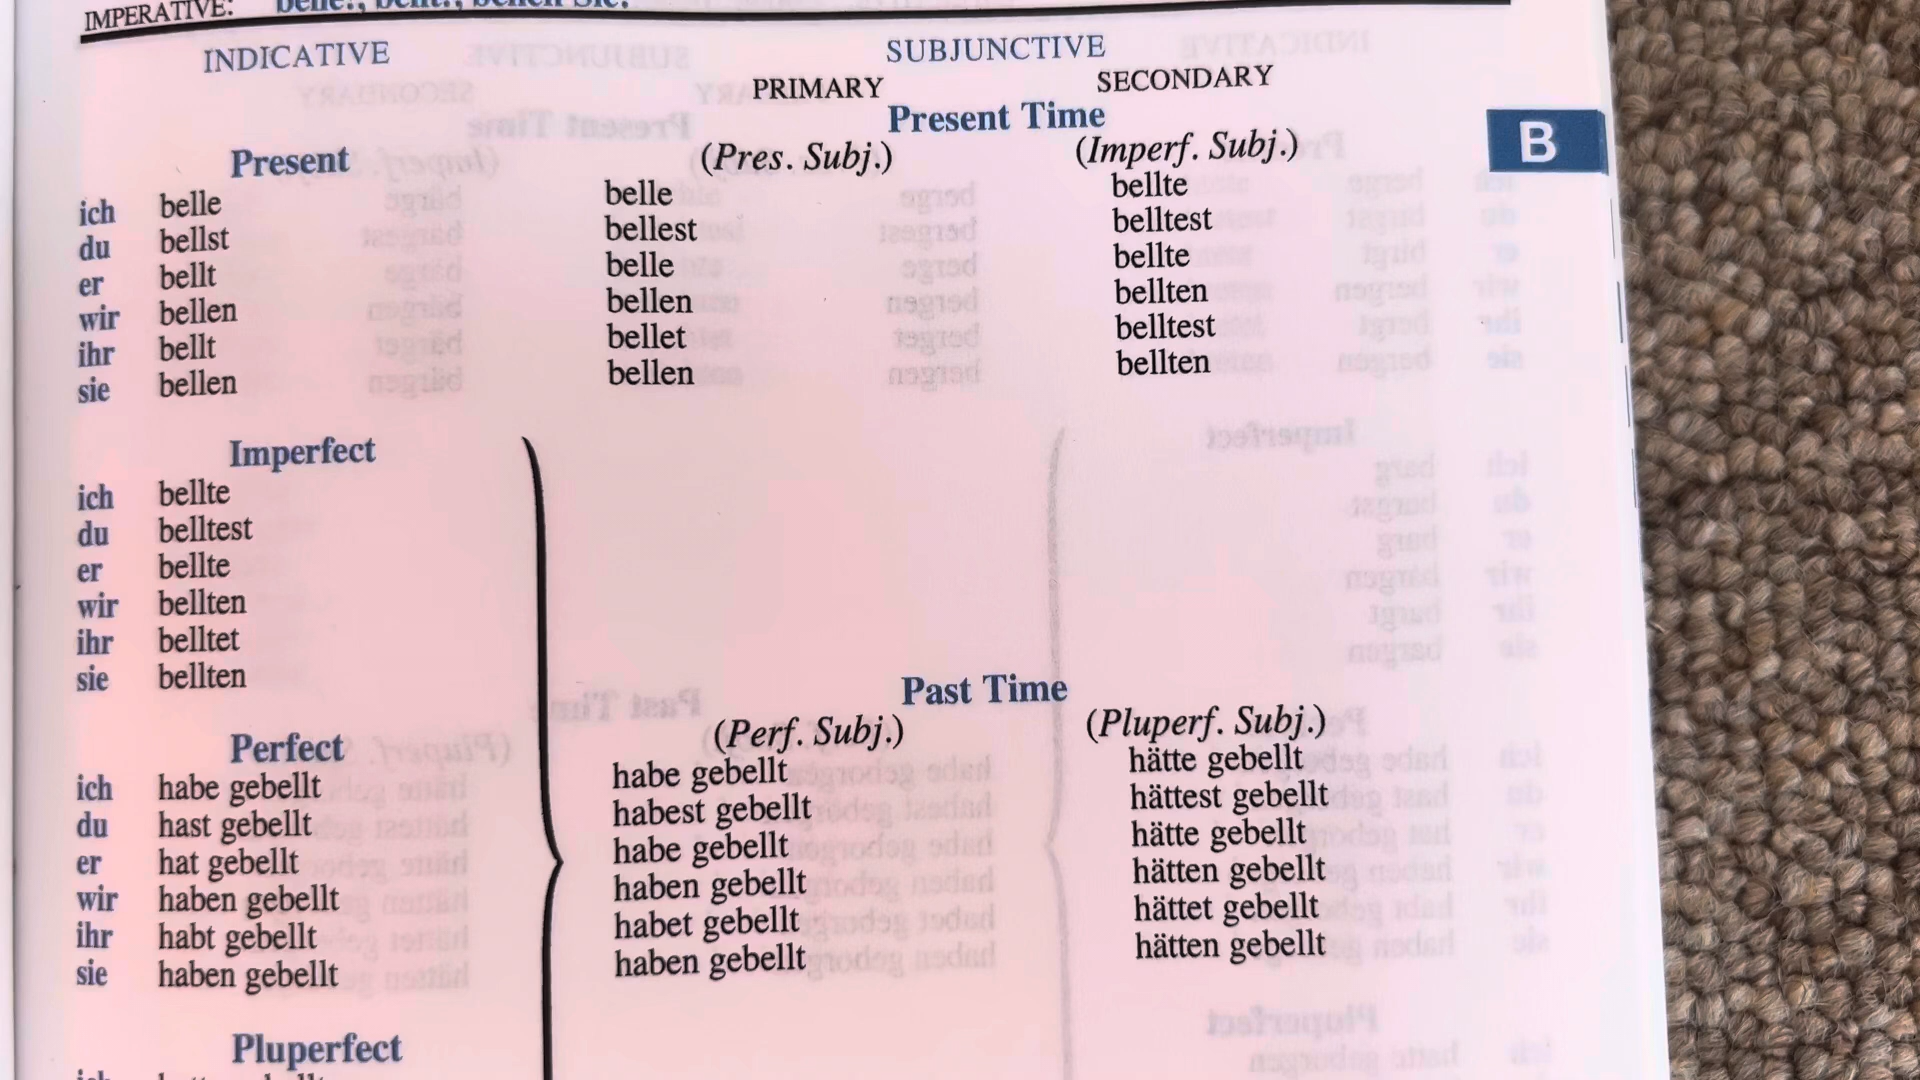 IMPERATIVE: belle!, bellt!, bellen Sie!
INDICATIVE SUBJUNCTIVE
PRIMARY SECONDARY
Present Time
Present (Pres. Subj.) (Imperf. Subj.)
ich belle belle bellte
du bellst bellest belltest
er bellt belle bellte
wir bellen bellen bellten
ihr bellt bellet belltest
sie bellen bellen bellten
B
Imperfect
ich bellte
du belltest
er bellte
wir bellten
ihr belltet
sie bellten
Past Time
Perfect (Perf. Subj.) (Pluperf. Subj.)
ich habe gebellt habe gebellt hätte gebellt
du hast gebellt habest gebellt hättest gebellt
er hat gebellt habe gebellt hätte gebellt
wir haben gebellt haben gebellt hätten gebellt
ihr habt gebellt habet gebellt hättet gebellt
sie haben gebellt haben gebellt hätten gebellt
Pluperfect